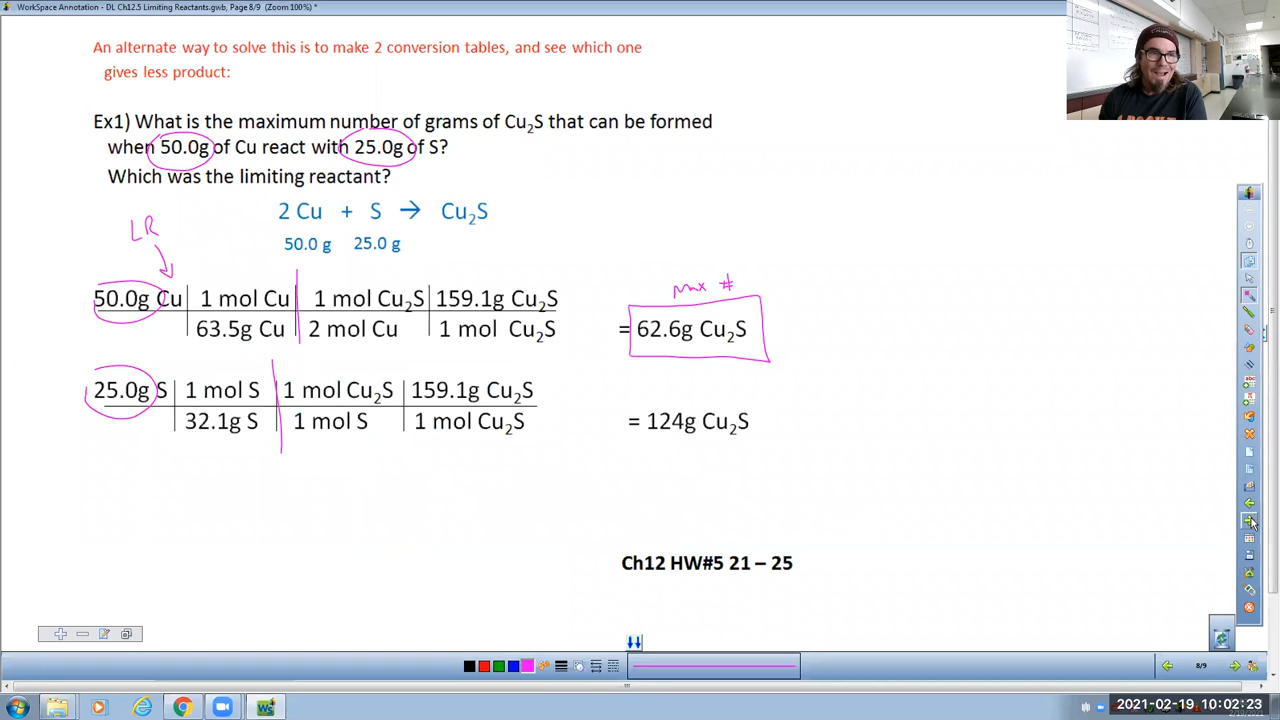 WorkSpace Annotation - DL Ch12.5 Limiting Reactants.gwb, Page 8/9 (Zoom 100%) *
An alternate way to solve this is to make 2 conversion tables, and see which one
gives less product:
Ex1) What is the maximum number of grams of Cu₂S that can be formed
when 50.0g of Cu react with 25.0g of S?
Which was the limiting reactant?
2 Cu + S → Cu₂S
50.0 g 25.0 g
LR
max #
50.0g Cu 1 mol Cu 1 mol Cu₂S 159.1g Cu₂S
63.5g Cu 2 mol Cu 1 mol Cu₂S = 62.6g Cu₂S
25.0g S 1 mol S 1 mol Cu₂S 159.1g Cu₂S
32.1g S 1 mol S 1 mol Cu₂S = 124g Cu₂S
Ch12 HW#5 21 – 25
8/9
2021-02-19 10:02:23